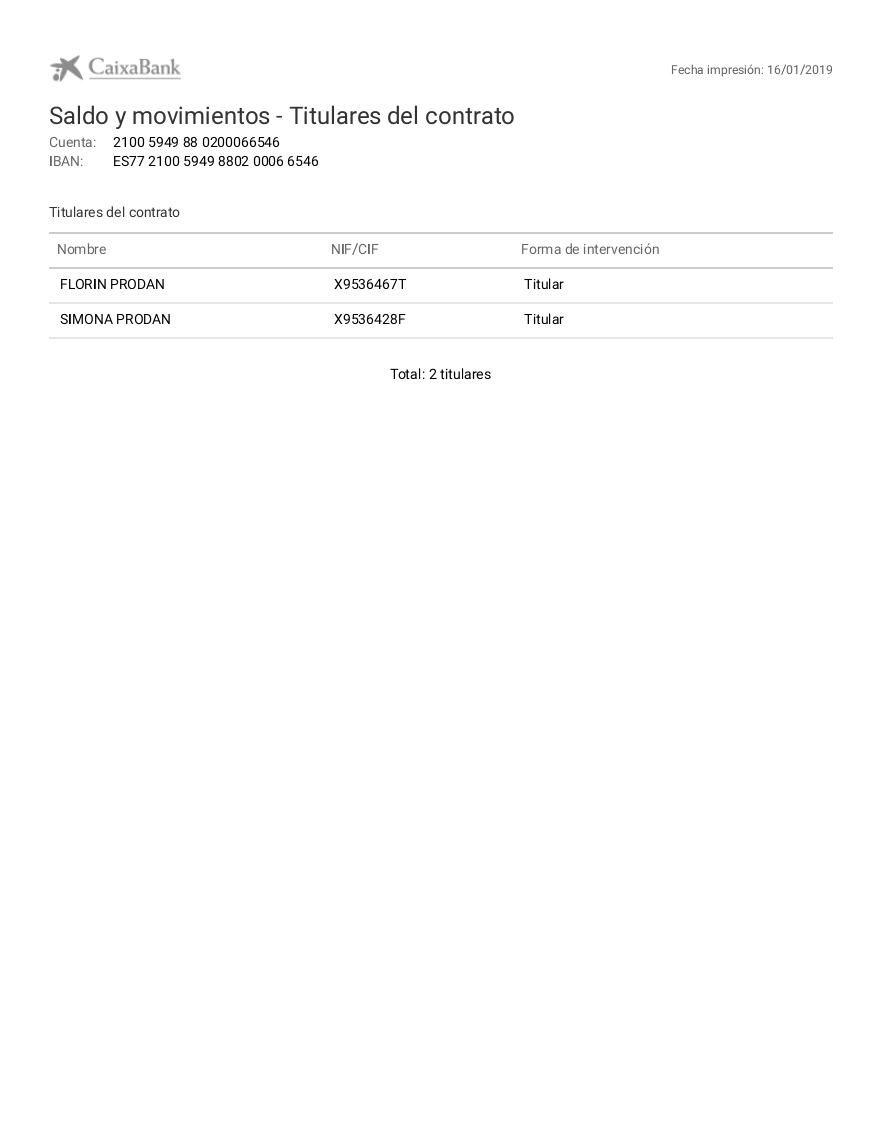 CaixaBank
Fecha impresión: 16/01/2019
Saldo y movimientos - Titulares del contrato
Cuenta: 2100 5949 88 0200066546
IBAN: ES77 2100 5949 8802 0006 6546
Titulares del contrato
Nombre NIF/CIF Forma de intervención
FLORIN PRODAN X9536467T Titular
SIMONA PRODAN X9536428F Titular
Total: 2 titulares